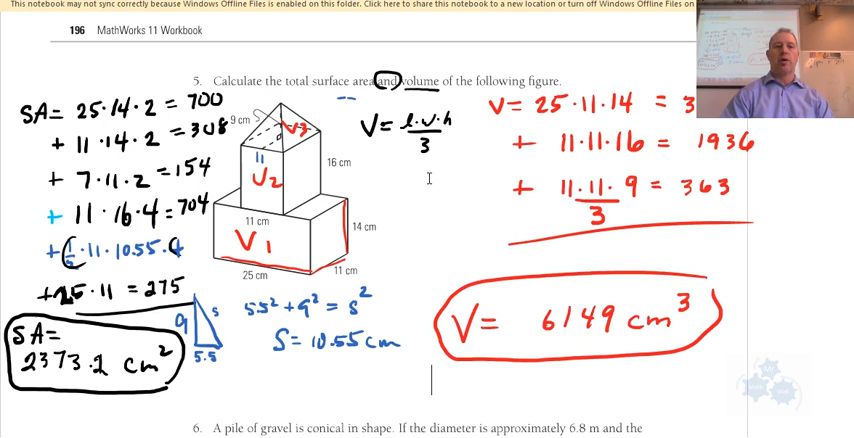 This notebook may not sync correctly because Windows Offline Files is enabled on this folder. Click here to share this notebook to a new location or turn off Windows Offline Files on
196 MathWorks 11 Workbook
5. Calculate the total surface area and volume of the following figure.
SA= 25·14·2 = 700
+ 11·14·2 = 308
+ 7·11·2 = 154
+ 11·16·4 = 704
·11·10.55·4
25·11 = 275
SA=
2373.2 cm²
9 cm
V3
11
V2
16 cm
11 cm
V1
14 cm
25 cm
11 cm
V= l·w·h
3
V= 25·11·14 = 3
+ 11·11·16 = 1936
+ 11·11·9 = 363
3
V= 6149 cm³
9
s
5.5
5.5² + 9² = s²
S= 10.55 cm
6. A pile of gravel is conical in shape. If the diameter is approximately 6.8 m and the